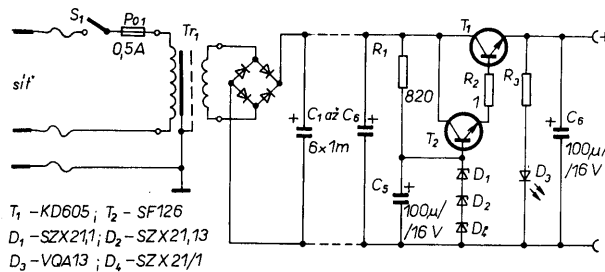 S₁
Po1
Tr₁
0,5A
síť
C₁ až C₆
6×1m
R₁
820
T₁
R₂
1
R₃
T₂
C₅
100µ/
/16 V
D₁
D₂
D₄
D₃
C₆
100µ/
/16 V
T₁ -KD605 ; T₂ -SF126
D₁ -SZX21,1; D₂-SZX21,13
D₃ -VQA13 ; D₄-SZX21/1